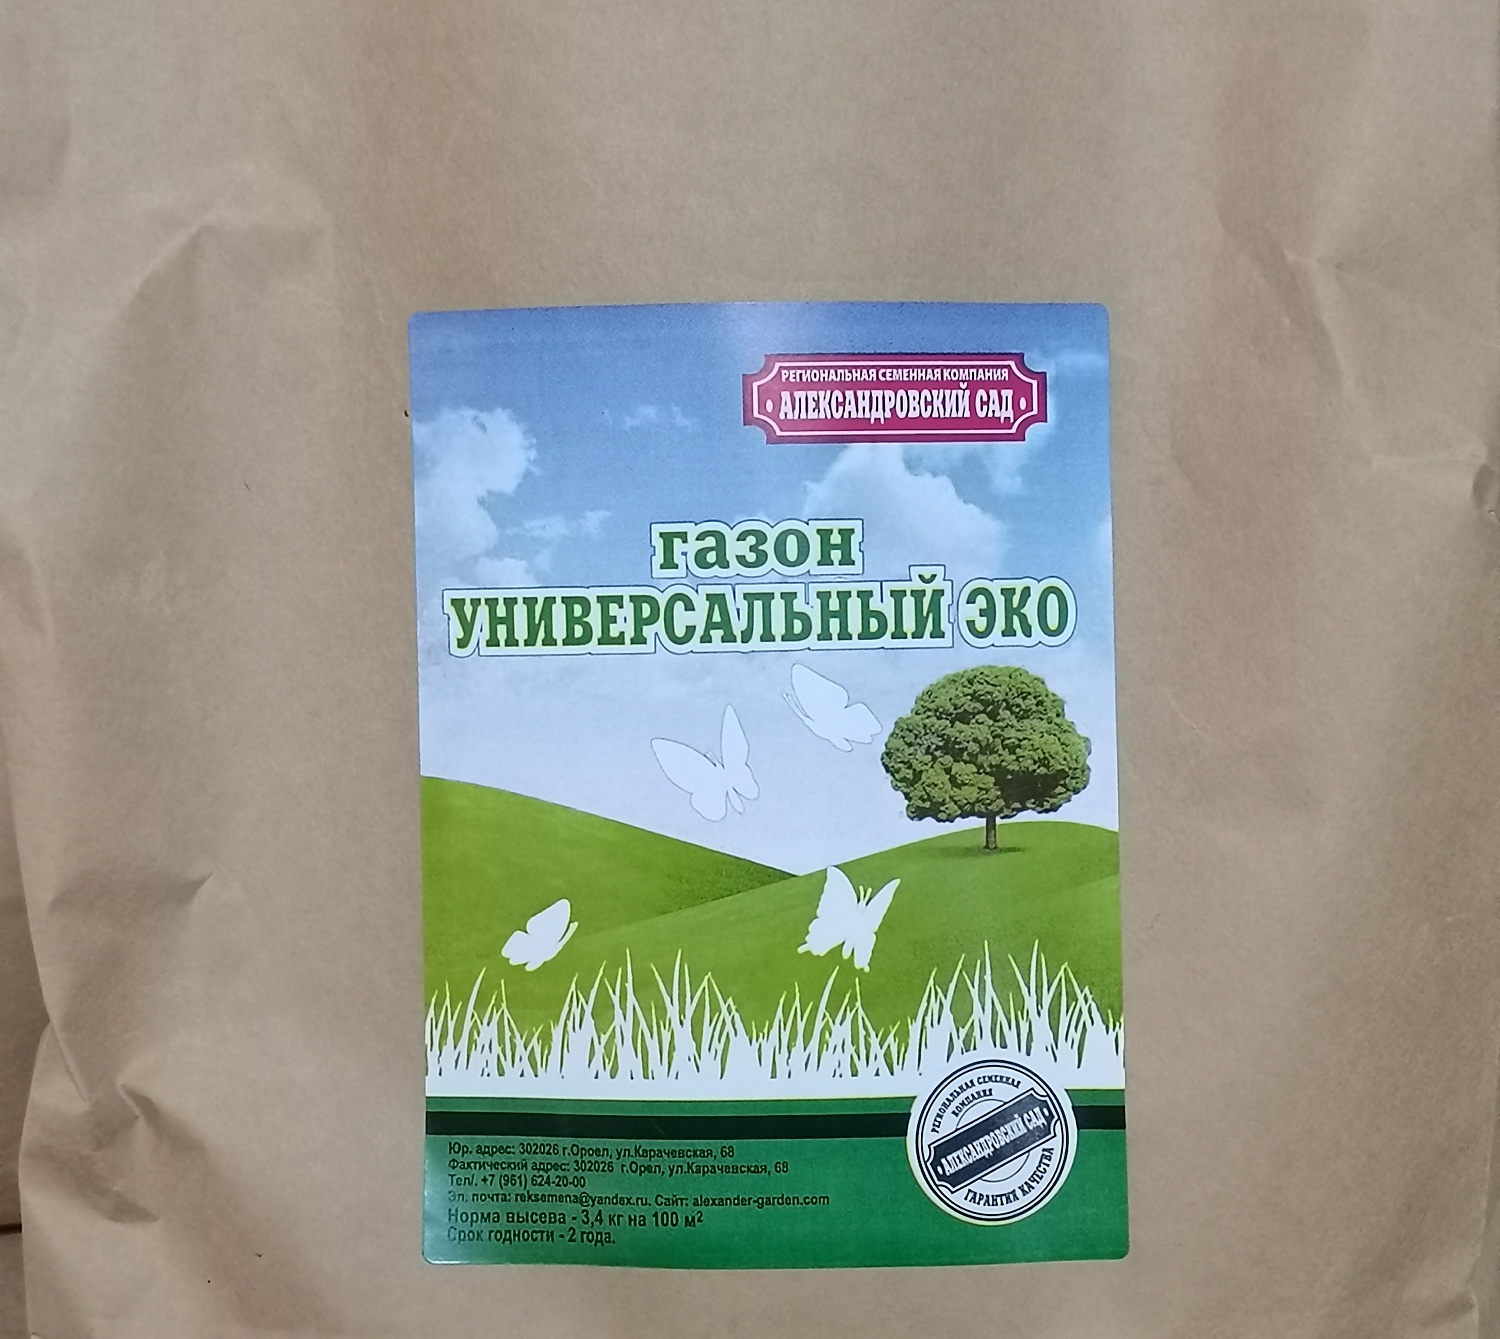 РЕГИОНАЛЬНАЯ СЕМЕННАЯ КОМПАНИЯ
• АЛЕКСАНДРОВСКИЙ САД •
газон
УНИВЕРСАЛЬНЫЙ ЭКО
РЕГИОНАЛЬНАЯ СЕМЕННАЯ
КОМПАНИЯ
• АЛЕКСАНДРОВСКИЙ САД •
ГАРАНТИЯ КАЧЕСТВА
Юр. адрес: 302026 г.Ороел, ул.Карачевская, 68
Фактический адрес: 302026 г.Орел, ул.Карачевская, 68
Тел/. +7 (961) 624-20-00
Эл. почта: reksemena@yandex.ru. Сайт: alexander-garden.com
Норма высева - 3,4 кг на 100 м²
Срок годности - 2 года.